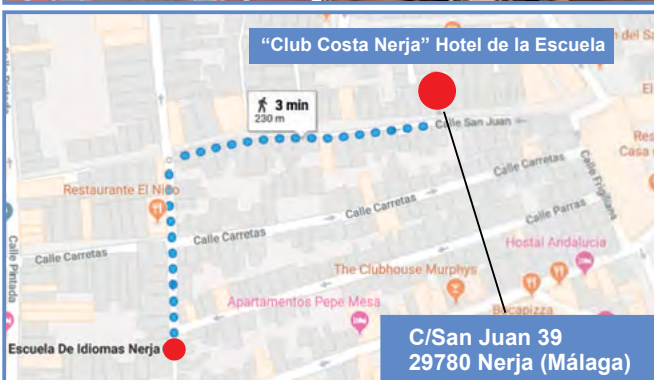 “Club Costa Nerja” Hotel de la Escuela
3 min
230 m
Calle San Juan
Restaurante El Nino
Calle Carretas
Calle Carretas
Calle Carretas
Calle Carretas
Calle Frigiliana
Calle Parras
Hostal Andalucia
Calle Pintada
The Clubhouse Murphys
Apartamentos Pepe Mesa
Bocapizza
Escuela De Idiomas Nerja
C/San Juan 39
29780 Nerja (Málaga)